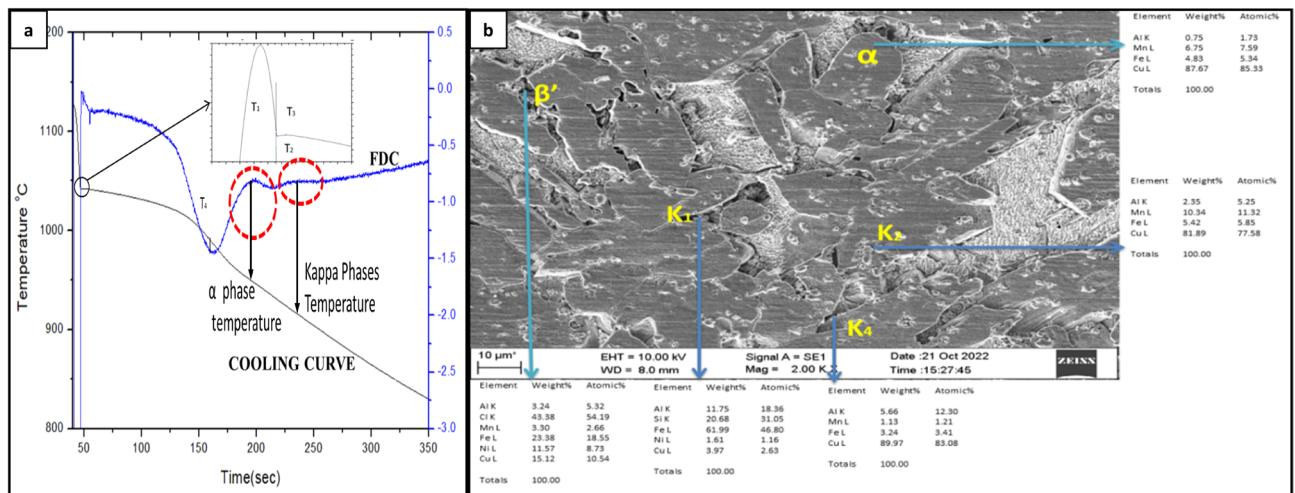 a
1200
1100
1000
900
800
Temperature °C
50
100
150
200
250
300
350
Time(sec)
0.5
0.0
-0.5
-1.0
-1.5
-2.0
-2.5
-3.0
T₁
T₃
T₂
T₄
FDC
α phase
temperature
Kappa Phases
Temperature
COOLING CURVE
b
α
β’
K₁
K₂
K₄
10 µm*
EHT = 10.00 kV
WD = 8.0 mm
Signal A = SE1
Mag = 2.00 K
Date :21 Oct 2022
Time :15:27:45
ZEISS
Element Weight% Atomic%
Al K 0.75 1.73
Mn L 6.75 7.59
Fe L 4.83 5.34
Cu L 87.67 85.33
Totals 100.00
Element Weight% Atomic%
Al K 2.35 5.25
Mn L 10.34 11.32
Fe L 5.42 5.85
Cu L 81.89 77.58
Totals 100.00
Element Weight% Atomic%
Al K 3.24 5.32
Cl K 43.38 54.19
Mn L 3.30 2.66
Fe L 23.38 18.55
Ni L 11.57 8.73
Cu L 15.12 10.54
Totals 100.00
Element Weight% Atomic%
Al K 11.75 18.36
Si K 20.68 31.05
Fe L 61.99 46.80
Ni L 1.61 1.16
Cu L 3.97 2.63
Totals 100.00
Element Weight% Atomic%
Al K 5.66 12.30
Mn L 1.13 1.21
Fe L 3.24 3.41
Cu L 89.97 83.08
Totals 100.00